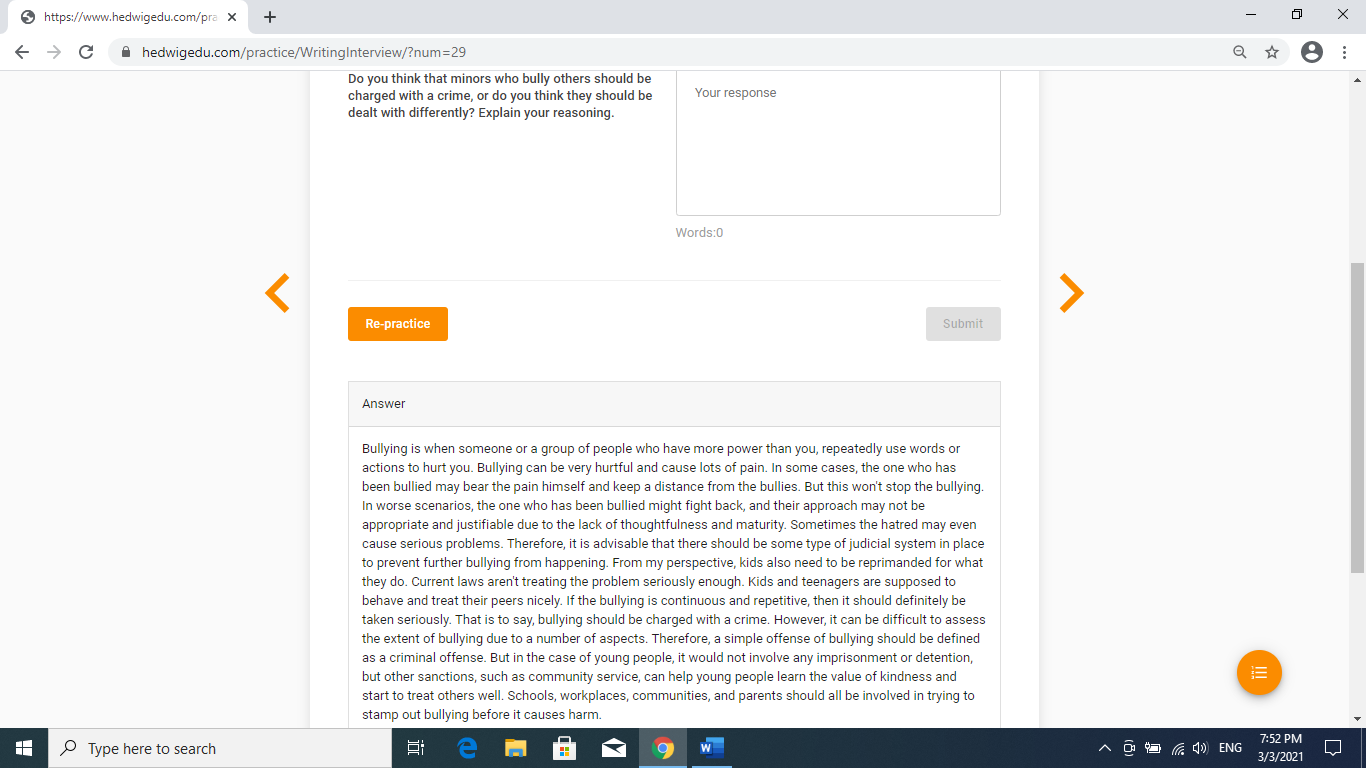 https://www.hedwigedu.com/pra
hedwigedu.com/practice/WritingInterview/?num=29
Do you think that minors who bully others should be
charged with a crime, or do you think they should be
dealt with differently? Explain your reasoning.
Your response
Words:0
Re-practice
Submit
Answer
Bullying is when someone or a group of people who have more power than you, repeatedly use words or
actions to hurt you. Bullying can be very hurtful and cause lots of pain. In some cases, the one who has
been bullied may bear the pain himself and keep a distance from the bullies. But this won't stop the bullying.
In worse scenarios, the one who has been bullied might fight back, and their approach may not be
appropriate and justifiable due to the lack of thoughtfulness and maturity. Sometimes the hatred may even
cause serious problems. Therefore, it is advisable that there should be some type of judicial system in place
to prevent further bullying from happening. From my perspective, kids also need to be reprimanded for what
they do. Current laws aren't treating the problem seriously enough. Kids and teenagers are supposed to
behave and treat their peers nicely. If the bullying is continuous and repetitive, then it should definitely be
taken seriously. That is to say, bullying should be charged with a crime. However, it can be difficult to assess
the extent of bullying due to a number of aspects. Therefore, a simple offense of bullying should be defined
as a criminal offense. But in the case of young people, it would not involve any imprisonment or detention,
but other sanctions, such as community service, can help young people learn the value of kindness and
start to treat others well. Schools, workplaces, communities, and parents should all be involved in trying to
stamp out bullying before it causes harm.
Type here to search
ENG
7:52 PM
3/3/2021